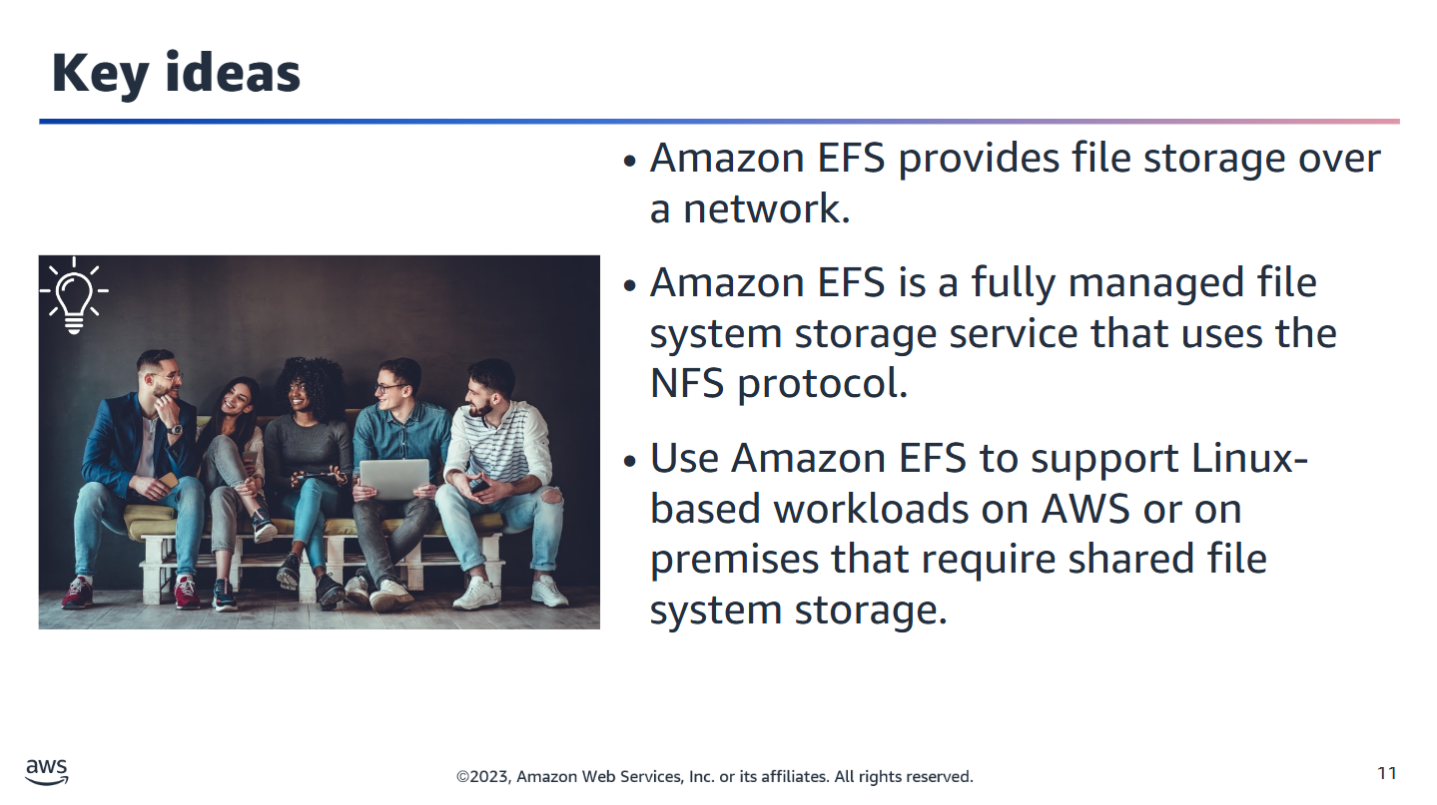 Key ideas
• Amazon EFS provides file storage over
a network.
• Amazon EFS is a fully managed file
system storage service that uses the
NFS protocol.
• Use Amazon EFS to support Linux-
based workloads on AWS or on
premises that require shared file
system storage.
aws
©2023, Amazon Web Services, Inc. or its affiliates. All rights reserved.
11